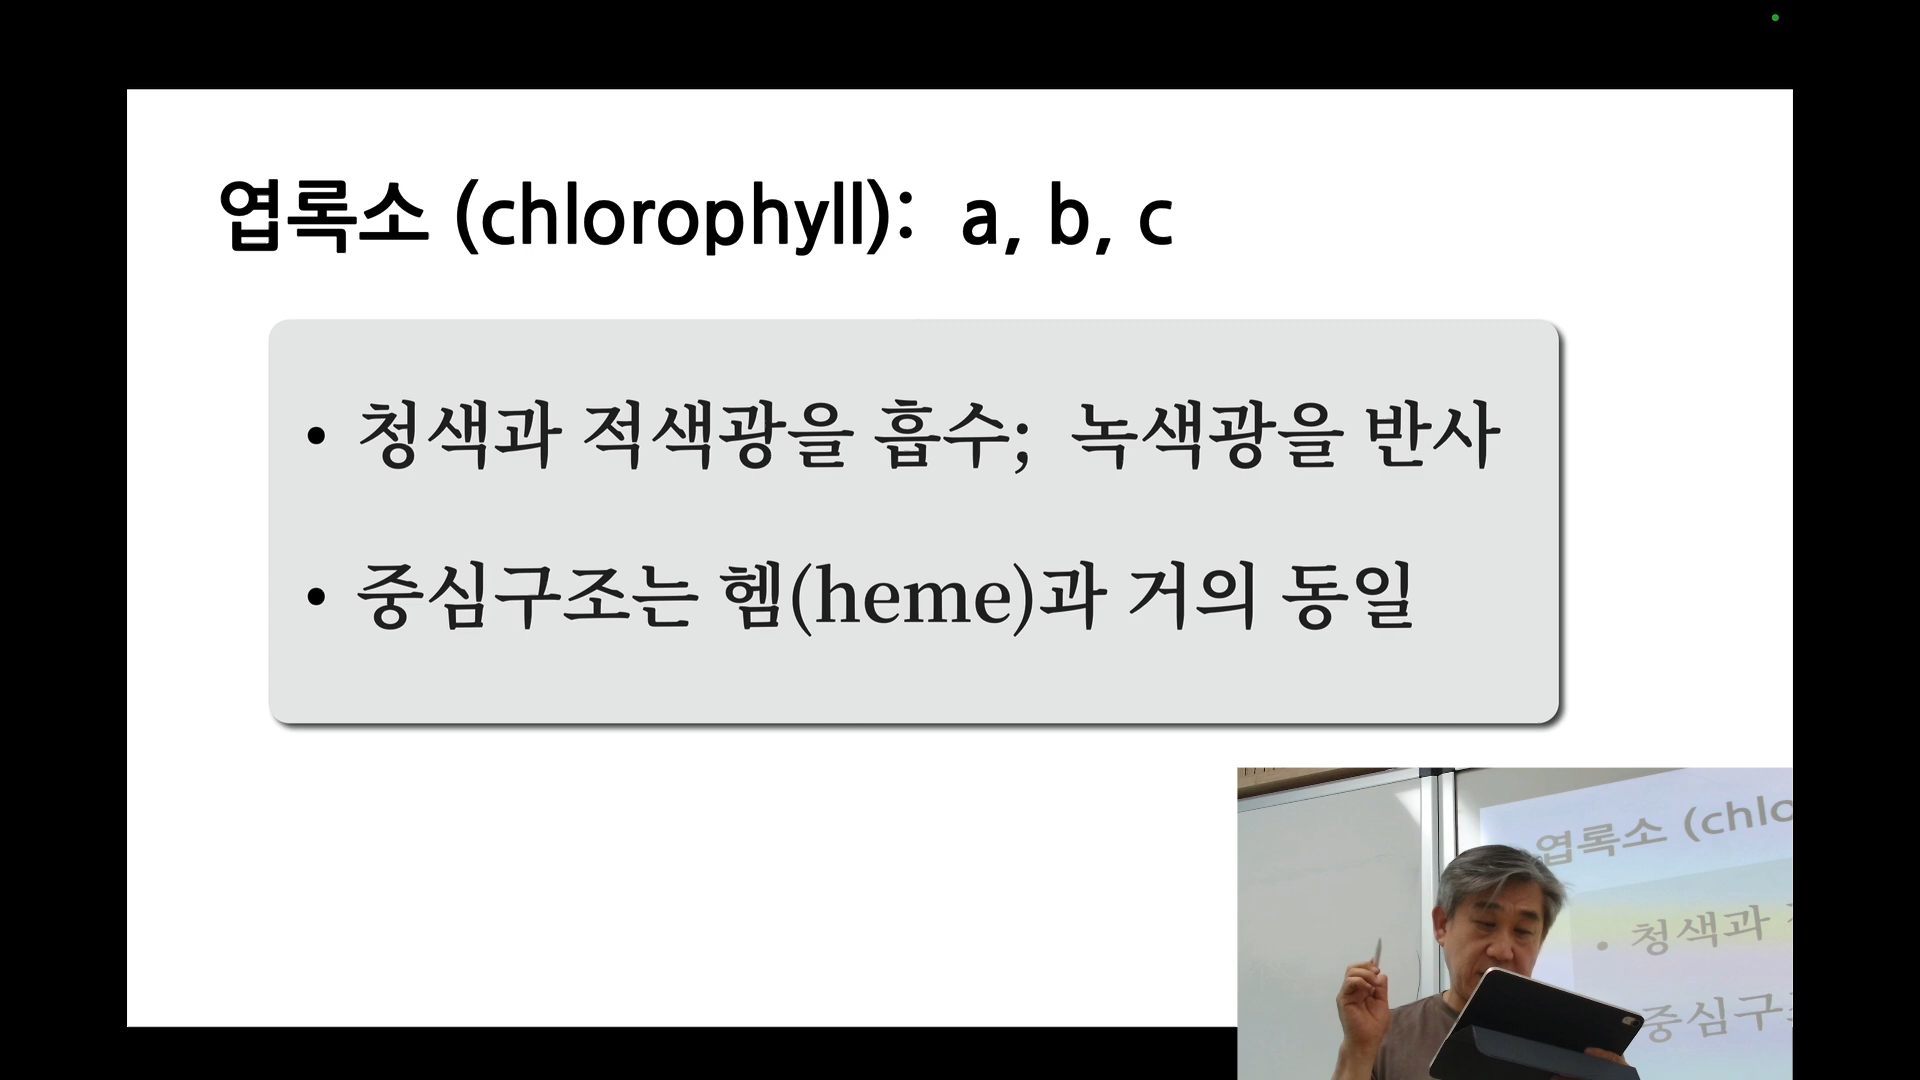 엽록소 (chlorophyll): a, b, c
• 청색과 적색광을 흡수; 녹색광을 반사
• 중심구조는 헴(heme)과 거의 동일
엽록소 (chlo
• 청색과
• 중심구